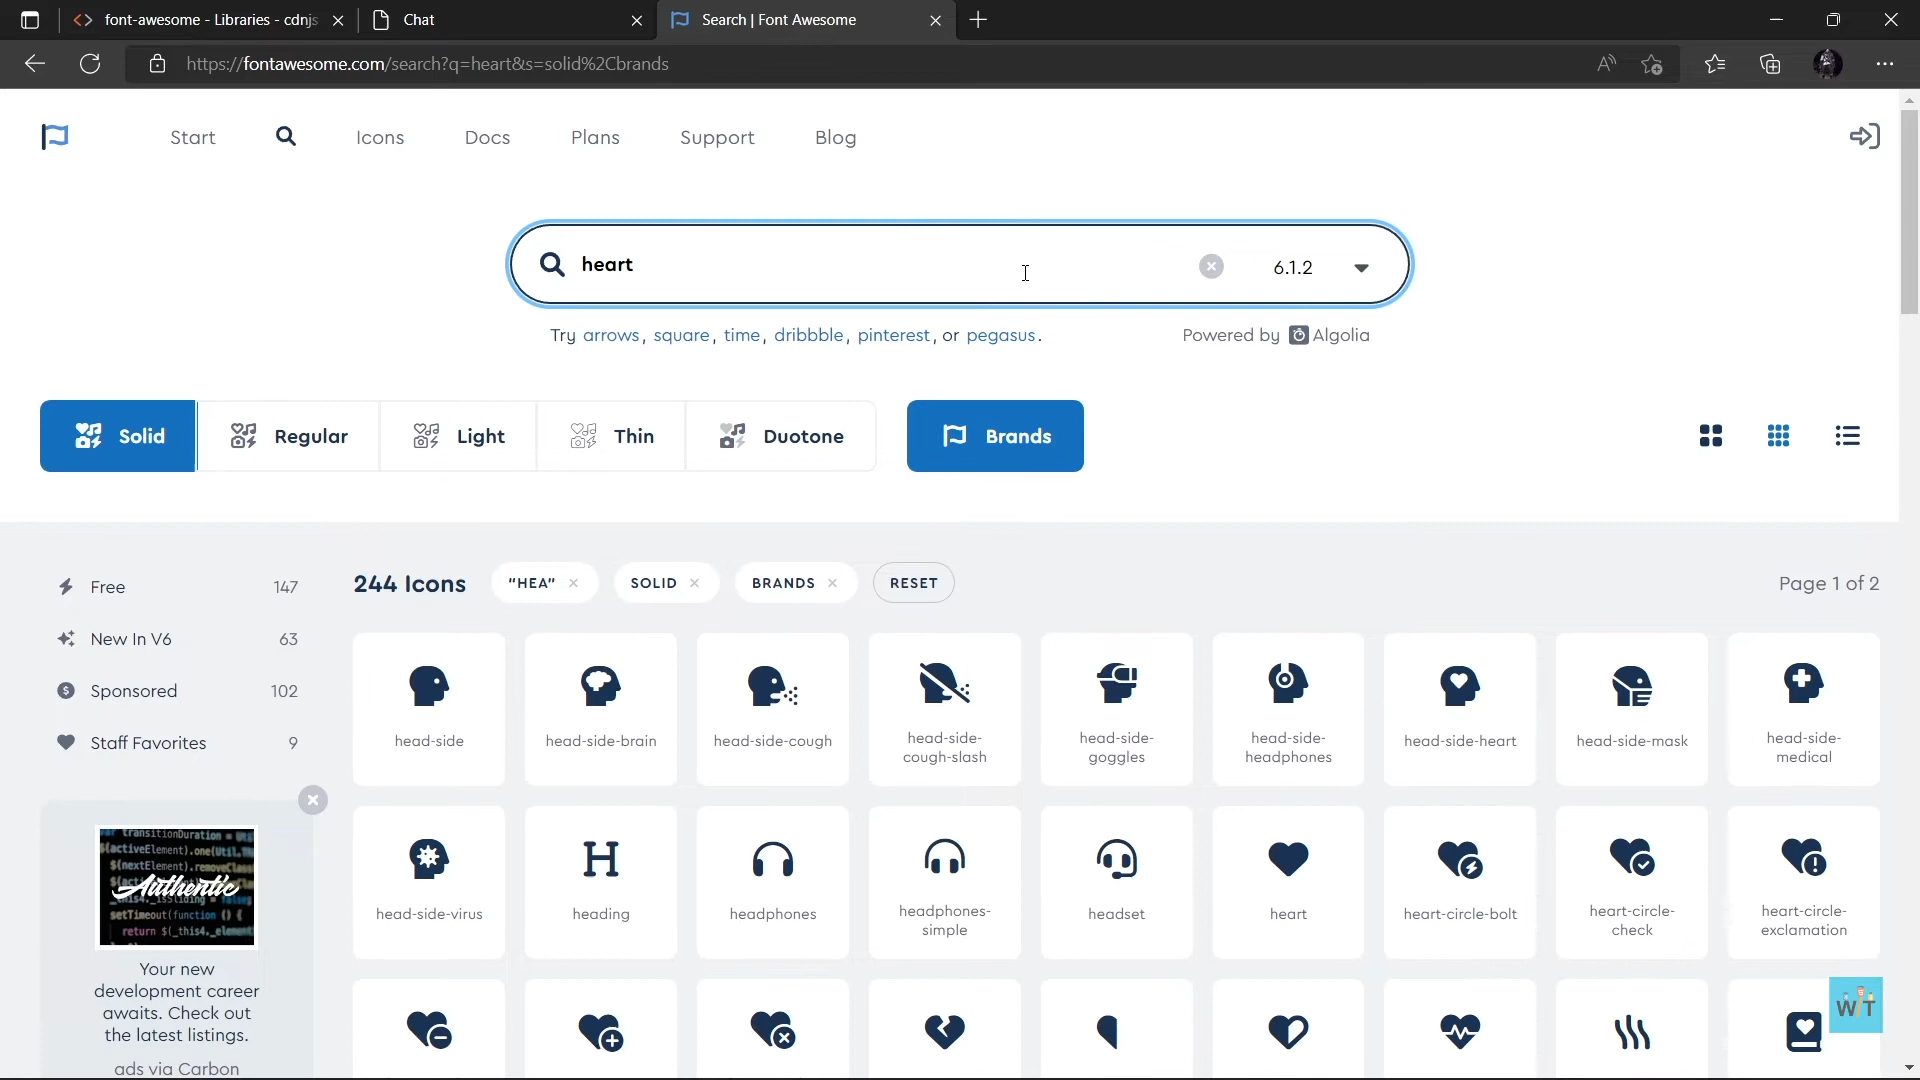 font-awesome - Libraries - cdnjs
Chat
Search | Font Awesome
https://fontawesome.com/search?q=heart&s=solid%2Cbrands
Start
Icons
Docs
Plans
Support
Blog
heart
6.1.2
Try arrows, square, time, dribbble, pinterest, or pegasus.
Powered by Algolia
Solid
Regular
Light
Thin
Duotone
Brands
Free 147
New In V6 63
Sponsored 102
Staff Favorites 9
244 Icons
"HEA"
SOLID
BRANDS
RESET
Page 1 of 2
head-side
head-side-brain
head-side-cough
head-side-
cough-slash
head-side-
goggles
head-side-
headphones
head-side-heart
head-side-mask
head-side-
medical
head-side-virus
heading
headphones
headphones-
simple
headset
heart
heart-circle-bolt
heart-circle-
check
heart-circle-
exclamation
Authentic
Your new
development career
awaits. Check out
the latest listings.
ads via Carbon
WIT